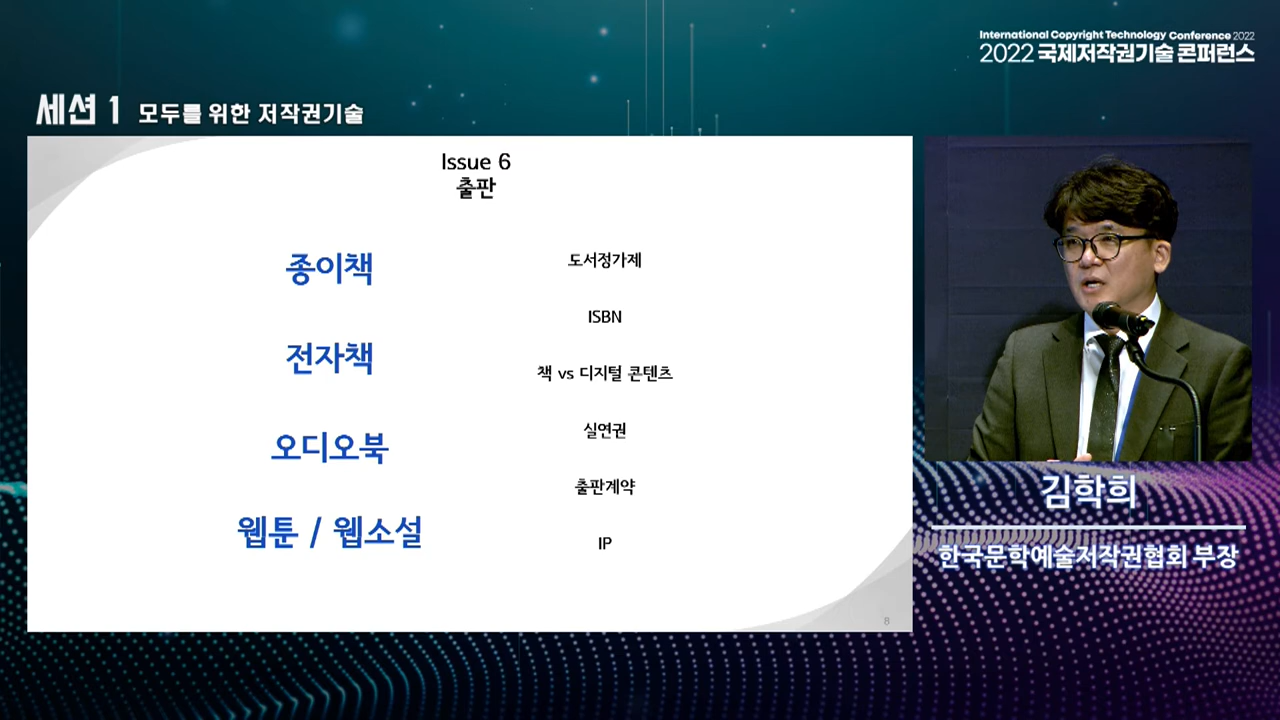 International Copyright Technology Conference 2022
2022 국제저작권기술 콘퍼런스
세션 1 모두를 위한 저작권기술
Issue 6
출판
종이책
전자책
오디오북
웹툰 / 웹소설
도서정가제
ISBN
책 vs 디지털 콘텐츠
실연권
출판계약
IP
8
김학희
한국문학예술저작권협회 부장